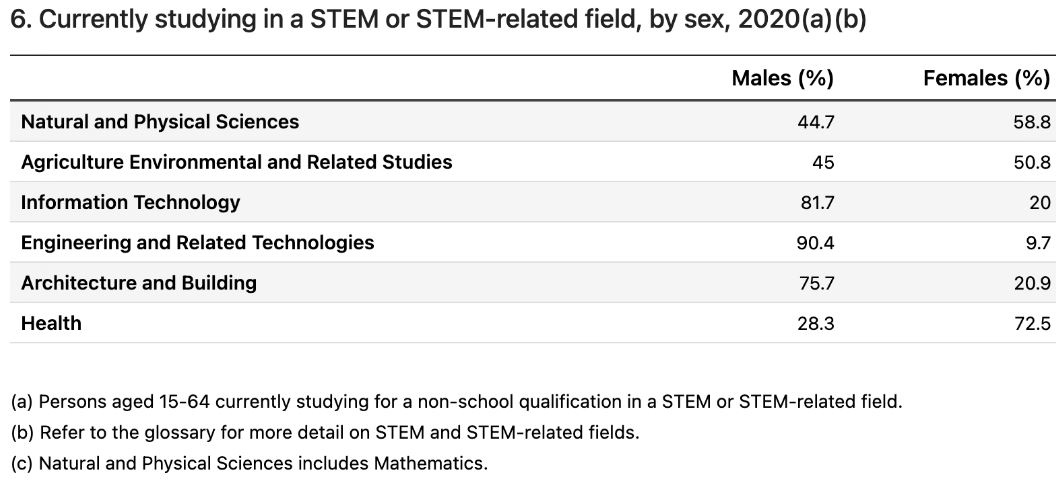 6. Currently studying in a STEM or STEM-related field, by sex, 2020(a)(b)
Males (%) Females (%)
Natural and Physical Sciences 44.7 58.8
Agriculture Environmental and Related Studies 45 50.8
Information Technology 81.7 20
Engineering and Related Technologies 90.4 9.7
Architecture and Building 75.7 20.9
Health 28.3 72.5
(a) Persons aged 15-64 currently studying for a non-school qualification in a STEM or STEM-related field.
(b) Refer to the glossary for more detail on STEM and STEM-related fields.
(c) Natural and Physical Sciences includes Mathematics.